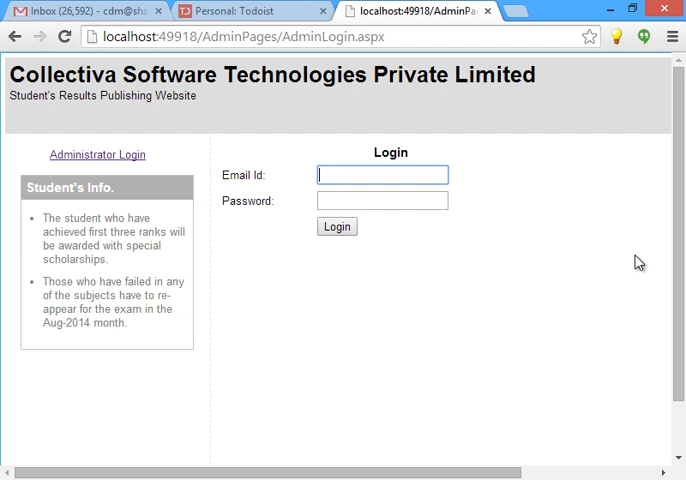 Inbox (26,592) - cdm@shs
Personal: Todoist
localhost:49918/AdminPa
localhost:49918/AdminPages/AdminLogin.aspx
Collectiva Software Technologies Private Limited
Student's Results Publishing Website
Administrator Login
Login
Email Id:
Password:
Login
Student's Info.
The student who have
achieved first three ranks will
be awarded with special
scholarships.
Those who have failed in any
of the subjects have to re-
appear for the exam in the
Aug-2014 month.